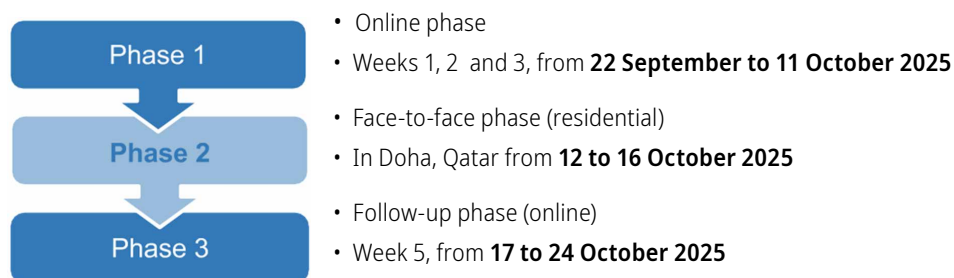 Phase 1
• Online phase
• Weeks 1, 2 and 3, from 22 September to 11 October 2025
Phase 2
• Face-to-face phase (residential)
• In Doha, Qatar from 12 to 16 October 2025
Phase 3
• Follow-up phase (online)
• Week 5, from 17 to 24 October 2025